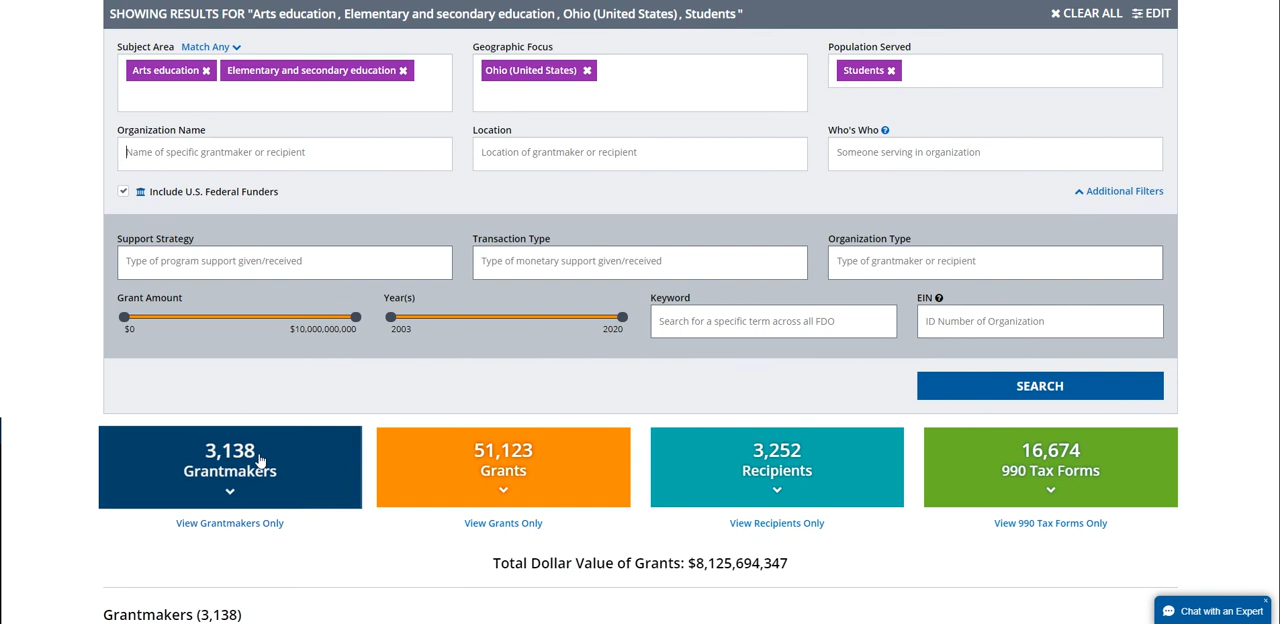 SHOWING RESULTS FOR "Arts education , Elementary and secondary education , Ohio (United States) , Students "
CLEAR ALL EDIT
Subject Area Match Any
Arts education Elementary and secondary education
Geographic Focus
Ohio (United States)
Population Served
Students
Organization Name
Name of specific grantmaker or recipient
Location
Location of grantmaker or recipient
Who's Who
Someone serving in organization
Include U.S. Federal Funders
Additional Filters
Support Strategy
Type of program support given/received
Transaction Type
Type of monetary support given/received
Organization Type
Type of grantmaker or recipient
Grant Amount
$0 $10,000,000,000
Year(s)
2003 2020
Keyword
Search for a specific term across all FDO
EIN
ID Number of Organization
SEARCH
3,138
Grantmakers
View Grantmakers Only
51,123
Grants
View Grants Only
3,252
Recipients
View Recipients Only
16,674
990 Tax Forms
View 990 Tax Forms Only
Total Dollar Value of Grants: $8,125,694,347
Grantmakers (3,138)
Chat with an Expert